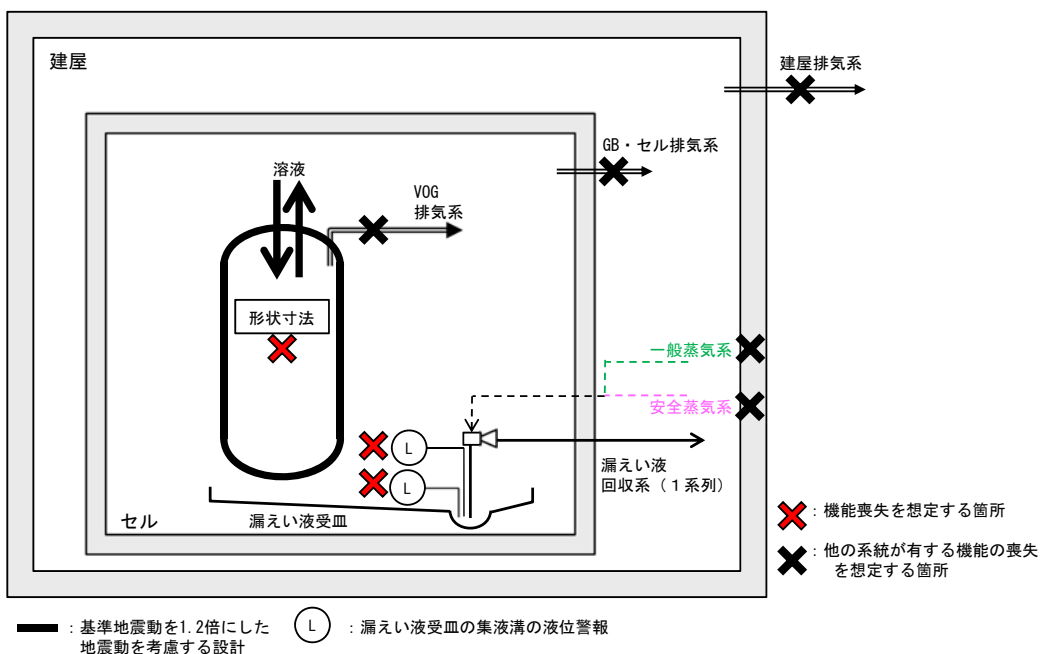 建屋
建屋排気系
GB・セル排気系
溶液
VOG
排気系
形状寸法
一般蒸気系
安全蒸気系
L
L
漏えい液
回収系（１系列）
セル
漏えい液受皿
：機能喪失を想定する箇所
：他の系統が有する機能の喪失
を想定する箇所
：基準地震動を1.2倍にした
地震動を考慮する設計
L
：漏えい液受皿の集液溝の液位警報